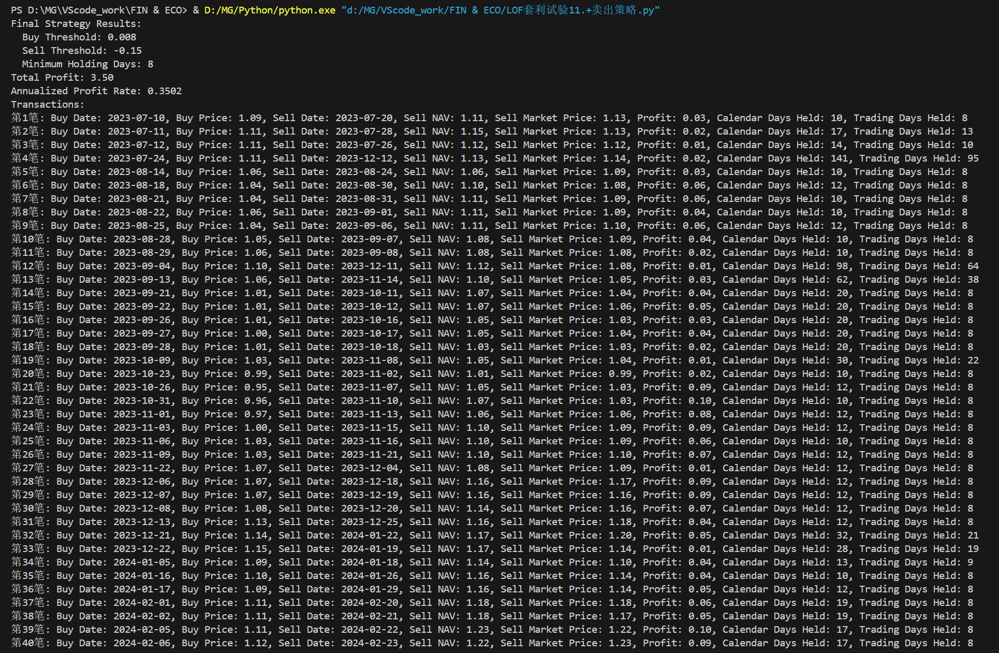 PS D:\MG\VScode_work\FIN & ECO> & D:/MG/Python/python.exe "d:/MG/VScode_work/FIN & ECO/LOF套利试验11.+卖出策略.py"
Final Strategy Results:
  Buy Threshold: 0.008
  Sell Threshold: -0.15
  Minimum Holding Days: 8
Total Profit: 3.50
Annualized Profit Rate: 0.3502
Transactions:
第1笔: Buy Date: 2023-07-10, Buy Price: 1.09, Sell Date: 2023-07-20, Sell NAV: 1.11, Sell Market Price: 1.13, Profit: 0.03, Calendar Days Held: 10, Trading Days Held: 8
第2笔: Buy Date: 2023-07-11, Buy Price: 1.11, Sell Date: 2023-07-28, Sell NAV: 1.15, Sell Market Price: 1.13, Profit: 0.02, Calendar Days Held: 17, Trading Days Held: 13
第3笔: Buy Date: 2023-07-12, Buy Price: 1.11, Sell Date: 2023-07-26, Sell NAV: 1.12, Sell Market Price: 1.12, Profit: 0.01, Calendar Days Held: 14, Trading Days Held: 10
第4笔: Buy Date: 2023-07-24, Buy Price: 1.11, Sell Date: 2023-12-12, Sell NAV: 1.13, Sell Market Price: 1.14, Profit: 0.02, Calendar Days Held: 141, Trading Days Held: 95
第5笔: Buy Date: 2023-08-14, Buy Price: 1.06, Sell Date: 2023-08-24, Sell NAV: 1.06, Sell Market Price: 1.09, Profit: 0.03, Calendar Days Held: 10, Trading Days Held: 8
第6笔: Buy Date: 2023-08-18, Buy Price: 1.04, Sell Date: 2023-08-30, Sell NAV: 1.10, Sell Market Price: 1.08, Profit: 0.06, Calendar Days Held: 12, Trading Days Held: 8
第7笔: Buy Date: 2023-08-21, Buy Price: 1.04, Sell Date: 2023-08-31, Sell NAV: 1.11, Sell Market Price: 1.09, Profit: 0.06, Calendar Days Held: 10, Trading Days Held: 8
第8笔: Buy Date: 2023-08-22, Buy Price: 1.06, Sell Date: 2023-09-01, Sell NAV: 1.11, Sell Market Price: 1.09, Profit: 0.04, Calendar Days Held: 10, Trading Days Held: 8
第9笔: Buy Date: 2023-08-25, Buy Price: 1.04, Sell Date: 2023-09-06, Sell NAV: 1.11, Sell Market Price: 1.10, Profit: 0.06, Calendar Days Held: 12, Trading Days Held: 8
第10笔: Buy Date: 2023-08-28, Buy Price: 1.05, Sell Date: 2023-09-07, Sell NAV: 1.08, Sell Market Price: 1.09, Profit: 0.04, Calendar Days Held: 10, Trading Days Held: 8
第11笔: Buy Date: 2023-08-29, Buy Price: 1.06, Sell Date: 2023-09-08, Sell NAV: 1.08, Sell Market Price: 1.08, Profit: 0.02, Calendar Days Held: 10, Trading Days Held: 8
第12笔: Buy Date: 2023-09-04, Buy Price: 1.10, Sell Date: 2023-12-11, Sell NAV: 1.12, Sell Market Price: 1.08, Profit: 0.01, Calendar Days Held: 98, Trading Days Held: 64
第13笔: Buy Date: 2023-09-13, Buy Price: 1.06, Sell Date: 2023-11-14, Sell NAV: 1.10, Sell Market Price: 1.05, Profit: 0.03, Calendar Days Held: 62, Trading Days Held: 38
第14笔: Buy Date: 2023-09-21, Buy Price: 1.01, Sell Date: 2023-10-11, Sell NAV: 1.07, Sell Market Price: 1.04, Profit: 0.04, Calendar Days Held: 20, Trading Days Held: 8
第15笔: Buy Date: 2023-09-22, Buy Price: 1.01, Sell Date: 2023-10-12, Sell NAV: 1.07, Sell Market Price: 1.06, Profit: 0.05, Calendar Days Held: 20, Trading Days Held: 8
第16笔: Buy Date: 2023-09-26, Buy Price: 1.01, Sell Date: 2023-10-16, Sell NAV: 1.05, Sell Market Price: 1.03, Profit: 0.03, Calendar Days Held: 20, Trading Days Held: 8
第17笔: Buy Date: 2023-09-27, Buy Price: 1.00, Sell Date: 2023-10-17, Sell NAV: 1.05, Sell Market Price: 1.04, Profit: 0.04, Calendar Days Held: 20, Trading Days Held: 8
第18笔: Buy Date: 2023-09-28, Buy Price: 1.01, Sell Date: 2023-10-18, Sell NAV: 1.03, Sell Market Price: 1.03, Profit: 0.02, Calendar Days Held: 20, Trading Days Held: 8
第19笔: Buy Date: 2023-10-09, Buy Price: 1.03, Sell Date: 2023-11-08, Sell NAV: 1.05, Sell Market Price: 1.04, Profit: 0.01, Calendar Days Held: 30, Trading Days Held: 22
第20笔: Buy Date: 2023-10-23, Buy Price: 0.99, Sell Date: 2023-11-02, Sell NAV: 1.01, Sell Market Price: 0.99, Profit: 0.02, Calendar Days Held: 10, Trading Days Held: 8
第21笔: Buy Date: 2023-10-26, Buy Price: 0.95, Sell Date: 2023-11-07, Sell NAV: 1.05, Sell Market Price: 1.03, Profit: 0.09, Calendar Days Held: 12, Trading Days Held: 8
第22笔: Buy Date: 2023-10-31, Buy Price: 0.96, Sell Date: 2023-11-10, Sell NAV: 1.07, Sell Market Price: 1.03, Profit: 0.10, Calendar Days Held: 10, Trading Days Held: 8
第23笔: Buy Date: 2023-11-01, Buy Price: 0.97, Sell Date: 2023-11-13, Sell NAV: 1.06, Sell Market Price: 1.06, Profit: 0.08, Calendar Days Held: 12, Trading Days Held: 8
第24笔: Buy Date: 2023-11-03, Buy Price: 1.00, Sell Date: 2023-11-15, Sell NAV: 1.10, Sell Market Price: 1.09, Profit: 0.09, Calendar Days Held: 12, Trading Days Held: 8
第25笔: Buy Date: 2023-11-06, Buy Price: 1.03, Sell Date: 2023-11-16, Sell NAV: 1.10, Sell Market Price: 1.09, Profit: 0.06, Calendar Days Held: 10, Trading Days Held: 8
第26笔: Buy Date: 2023-11-09, Buy Price: 1.03, Sell Date: 2023-11-21, Sell NAV: 1.10, Sell Market Price: 1.10, Profit: 0.07, Calendar Days Held: 12, Trading Days Held: 8
第27笔: Buy Date: 2023-11-22, Buy Price: 1.07, Sell Date: 2023-12-04, Sell NAV: 1.08, Sell Market Price: 1.09, Profit: 0.01, Calendar Days Held: 12, Trading Days Held: 8
第28笔: Buy Date: 2023-12-06, Buy Price: 1.07, Sell Date: 2023-12-18, Sell NAV: 1.16, Sell Market Price: 1.17, Profit: 0.09, Calendar Days Held: 12, Trading Days Held: 8
第29笔: Buy Date: 2023-12-07, Buy Price: 1.07, Sell Date: 2023-12-19, Sell NAV: 1.16, Sell Market Price: 1.16, Profit: 0.09, Calendar Days Held: 12, Trading Days Held: 8
第30笔: Buy Date: 2023-12-08, Buy Price: 1.08, Sell Date: 2023-12-20, Sell NAV: 1.14, Sell Market Price: 1.16, Profit: 0.07, Calendar Days Held: 12, Trading Days Held: 8
第31笔: Buy Date: 2023-12-13, Buy Price: 1.13, Sell Date: 2023-12-25, Sell NAV: 1.16, Sell Market Price: 1.18, Profit: 0.04, Calendar Days Held: 12, Trading Days Held: 8
第32笔: Buy Date: 2023-12-21, Buy Price: 1.14, Sell Date: 2024-01-22, Sell NAV: 1.17, Sell Market Price: 1.20, Profit: 0.05, Calendar Days Held: 32, Trading Days Held: 21
第33笔: Buy Date: 2023-12-22, Buy Price: 1.15, Sell Date: 2024-01-19, Sell NAV: 1.17, Sell Market Price: 1.14, Profit: 0.01, Calendar Days Held: 28, Trading Days Held: 19
第34笔: Buy Date: 2024-01-05, Buy Price: 1.09, Sell Date: 2024-01-18, Sell NAV: 1.14, Sell Market Price: 1.10, Profit: 0.04, Calendar Days Held: 13, Trading Days Held: 9
第35笔: Buy Date: 2024-01-16, Buy Price: 1.10, Sell Date: 2024-01-26, Sell NAV: 1.16, Sell Market Price: 1.14, Profit: 0.04, Calendar Days Held: 10, Trading Days Held: 8
第36笔: Buy Date: 2024-01-17, Buy Price: 1.09, Sell Date: 2024-01-29, Sell NAV: 1.16, Sell Market Price: 1.14, Profit: 0.05, Calendar Days Held: 12, Trading Days Held: 8
第37笔: Buy Date: 2024-02-01, Buy Price: 1.11, Sell Date: 2024-02-20, Sell NAV: 1.18, Sell Market Price: 1.18, Profit: 0.06, Calendar Days Held: 19, Trading Days Held: 8
第38笔: Buy Date: 2024-02-02, Buy Price: 1.11, Sell Date: 2024-02-21, Sell NAV: 1.18, Sell Market Price: 1.17, Profit: 0.05, Calendar Days Held: 19, Trading Days Held: 8
第39笔: Buy Date: 2024-02-05, Buy Price: 1.11, Sell Date: 2024-02-22, Sell NAV: 1.23, Sell Market Price: 1.22, Profit: 0.10, Calendar Days Held: 17, Trading Days Held: 8
第40笔: Buy Date: 2024-02-06, Buy Price: 1.12, Sell Date: 2024-02-23, Sell NAV: 1.22, Sell Market Price: 1.23, Profit: 0.09, Calendar Days Held: 17, Trading Days Held: 8